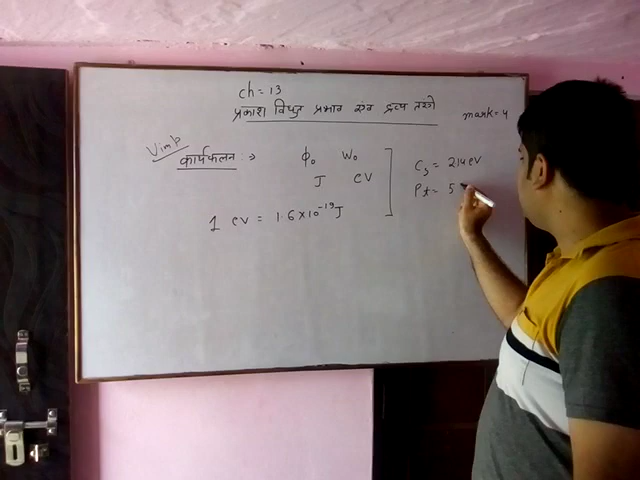 ch = 13
प्रकाश विधुत प्रभाव एवं द्रव्य तरंगे
mark = 4
Vimp
कार्यफलन :→ ϕ₀ W₀
J eV
1 eV = 1.6×10⁻¹⁹J
Cs = 2.14 eV
Pt = 5